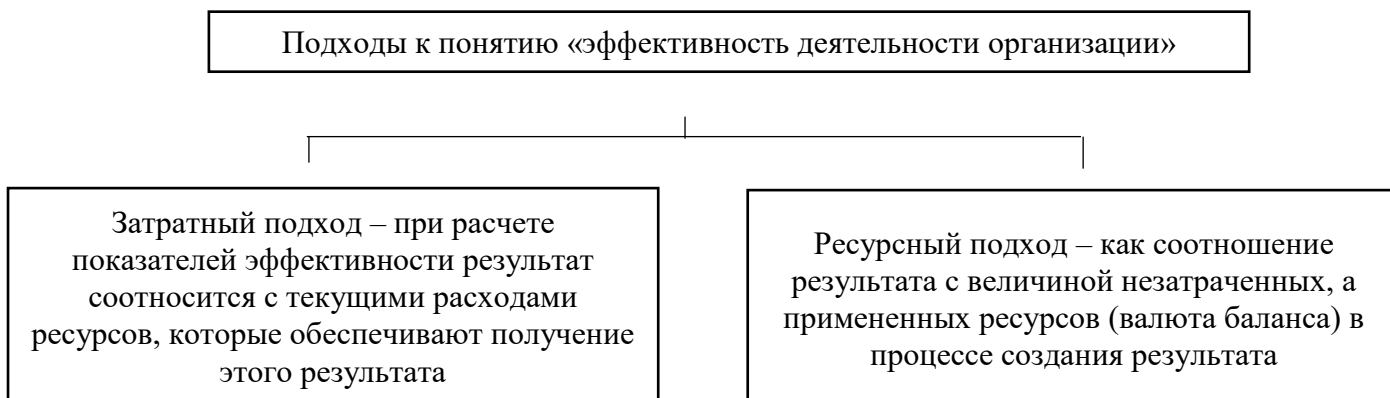 Подходы к понятию «эффективность деятельности организации»
Затратный подход – при расчете
показателей эффективности результат
соотносится с текущими расходами
ресурсов, которые обеспечивают получение
этого результата
Ресурсный подход – как соотношение
результата с величиной незатраченных, а
примененных ресурсов (валюта баланса) в
процессе создания результата